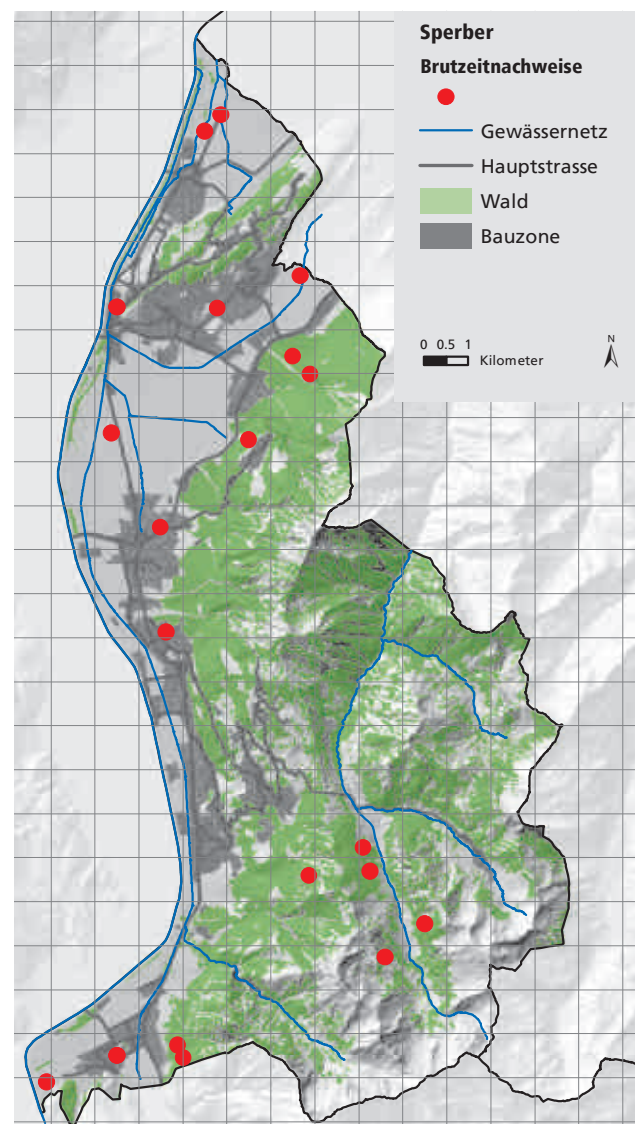 Sperber
Brutzeitnachweise
Gewässernetz
Hauptstrasse
Wald
Bauzone
0 0.5 1 Kilometer
N